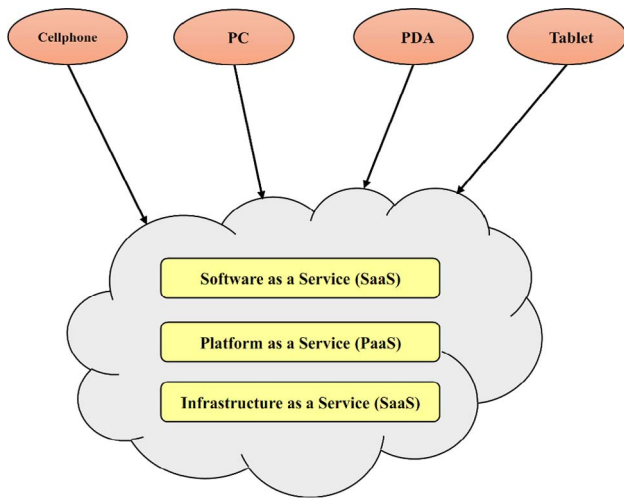 Cellphone
PC
PDA
Tablet
Software as a Service (SaaS)
Platform as a Service (PaaS)
Infrastructure as a Service (SaaS)